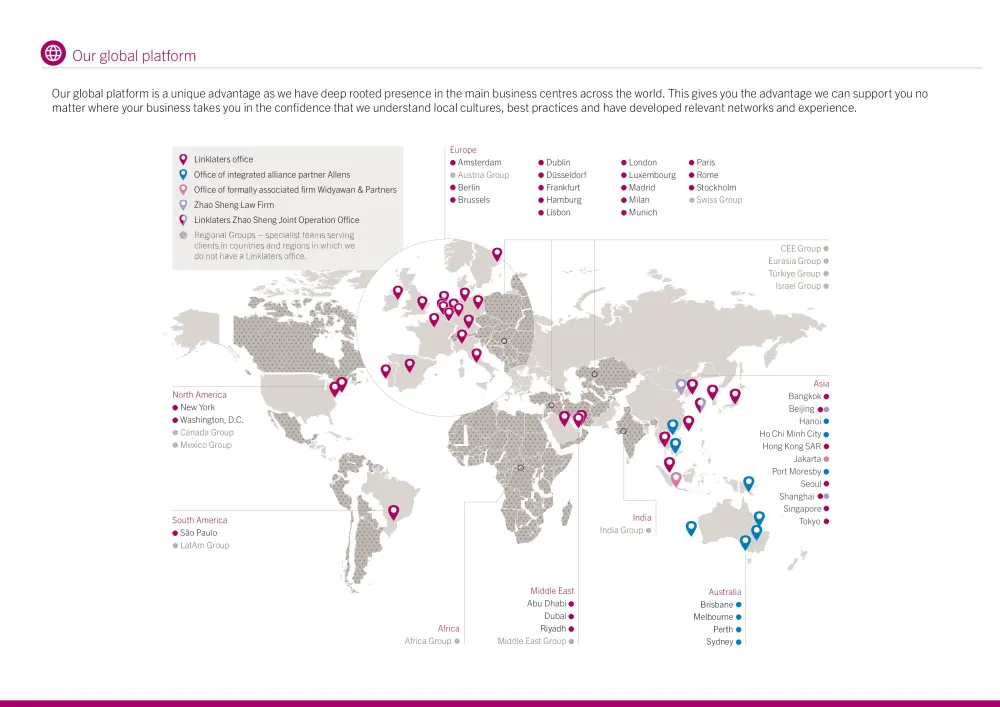 Our global platform
Our global platform is a unique advantage as we have deep rooted presence in the main business centres across the world. This gives you the advantage we can support you no
matter where your business takes you in the confidence that we understand local cultures, best practices and have developed relevant networks and experience.
Linklaters office
Office of integrated alliance partner Allens
Office of formally associated firm Widyawan & Partners
Zhao Sheng Law Firm
Linklaters Zhao Sheng Joint Operation Office
Regional Groups – specialist teams serving
clients in countries and regions in which we
do not have a Linklaters office.
Europe
Amsterdam
Austria Group
Berlin
Brussels
Dublin
Düsseldorf
Frankfurt
Hamburg
Lisbon
London
Luxembourg
Madrid
Milan
Munich
Paris
Rome
Stockholm
Swiss Group
CEE Group
Eurasia Group
Türkiye Group
Israel Group
North America
New York
Washington, D.C.
Canada Group
Mexico Group
South America
São Paulo
LatAm Group
Asia
Bangkok
Beijing
Hanoi
Ho Chi Minh City
Hong Kong SAR
Jakarta
Port Moresby
Seoul
Shanghai
Singapore
Tokyo
India
India Group
Middle East
Abu Dhabi
Dubai
Riyadh
Middle East Group
Africa
Africa Group
Australia
Brisbane
Melbourne
Perth
Sydney